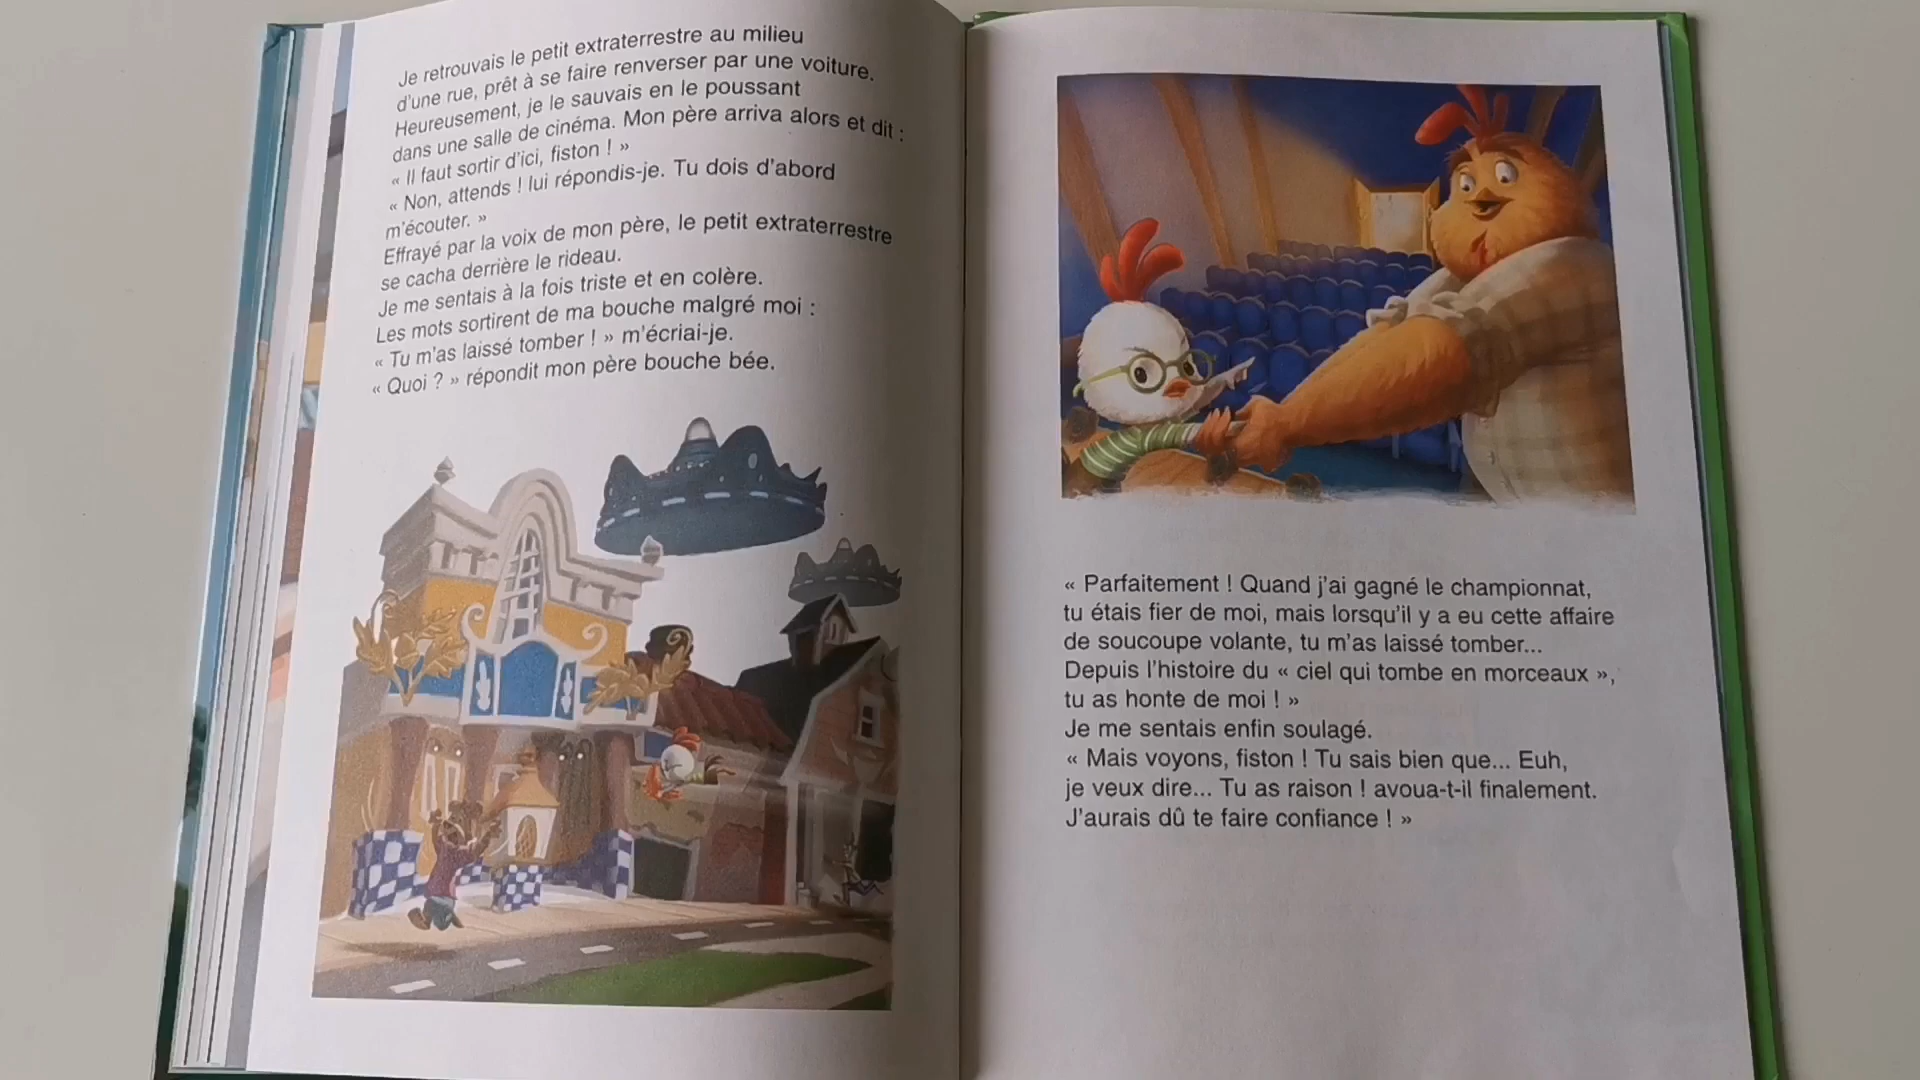 Je retrouvais le petit extraterrestre au milieu
d'une rue, prêt à se faire renverser par une voiture.
Heureusement, je le sauvais en le poussant
dans une salle de cinéma. Mon père arriva alors et dit :
« Il faut sortir d'ici, fiston ! »
« Non, attends ! lui répondis-je. Tu dois d'abord
m'écouter. »
Effrayé par la voix de mon père, le petit extraterrestre
se cacha derrière le rideau.
Je me sentais à la fois triste et en colère.
Les mots sortirent de ma bouche malgré moi :
« Tu m'as laissé tomber ! » m'écriai-je.
« Quoi ? » répondit mon père bouche bée.
« Parfaitement ! Quand j'ai gagné le championnat,
tu étais fier de moi, mais lorsqu'il y a eu cette affaire
de soucoupe volante, tu m'as laissé tomber...
Depuis l'histoire du « ciel qui tombe en morceaux »,
tu as honte de moi ! »
Je me sentais enfin soulagé.
« Mais voyons, fiston ! Tu sais bien que... Euh,
je veux dire... Tu as raison ! avoua-t-il finalement.
J'aurais dû te faire confiance ! »